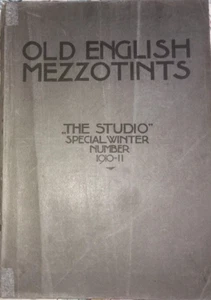 OLD ENGLISH
MEZZOTINTS
„THE STUDIO”
SPECIAL WINTER
NUMBER
1910-11